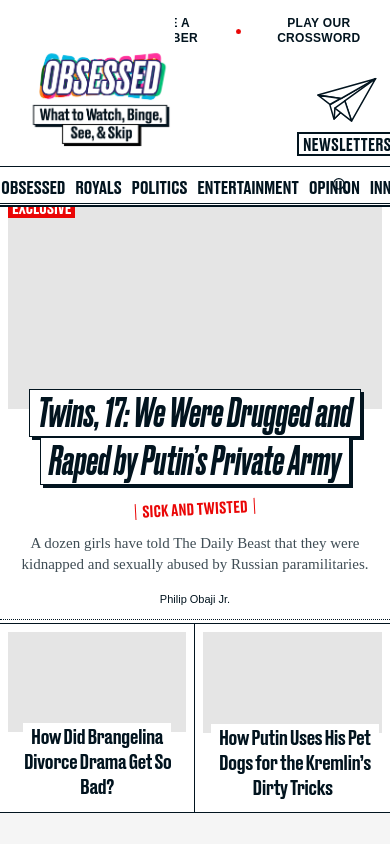 E A
BER
PLAY OUR
CROSSWORD
OBSESSED
What to Watch, Binge,
See, & Skip
NEWSLETTERS
OBSESSED ROYALS POLITICS ENTERTAINMENT OPINION INN
EXCLUSIVE
Twins, 17: We Were Drugged and
Raped by Putin's Private Army
SICK AND TWISTED
A dozen girls have told The Daily Beast that they were
kidnapped and sexually abused by Russian paramilitaries.
Philip Obaji Jr.
How Did Brangelina
Divorce Drama Get So
Bad?
How Putin Uses His Pet
Dogs for the Kremlin's
Dirty Tricks